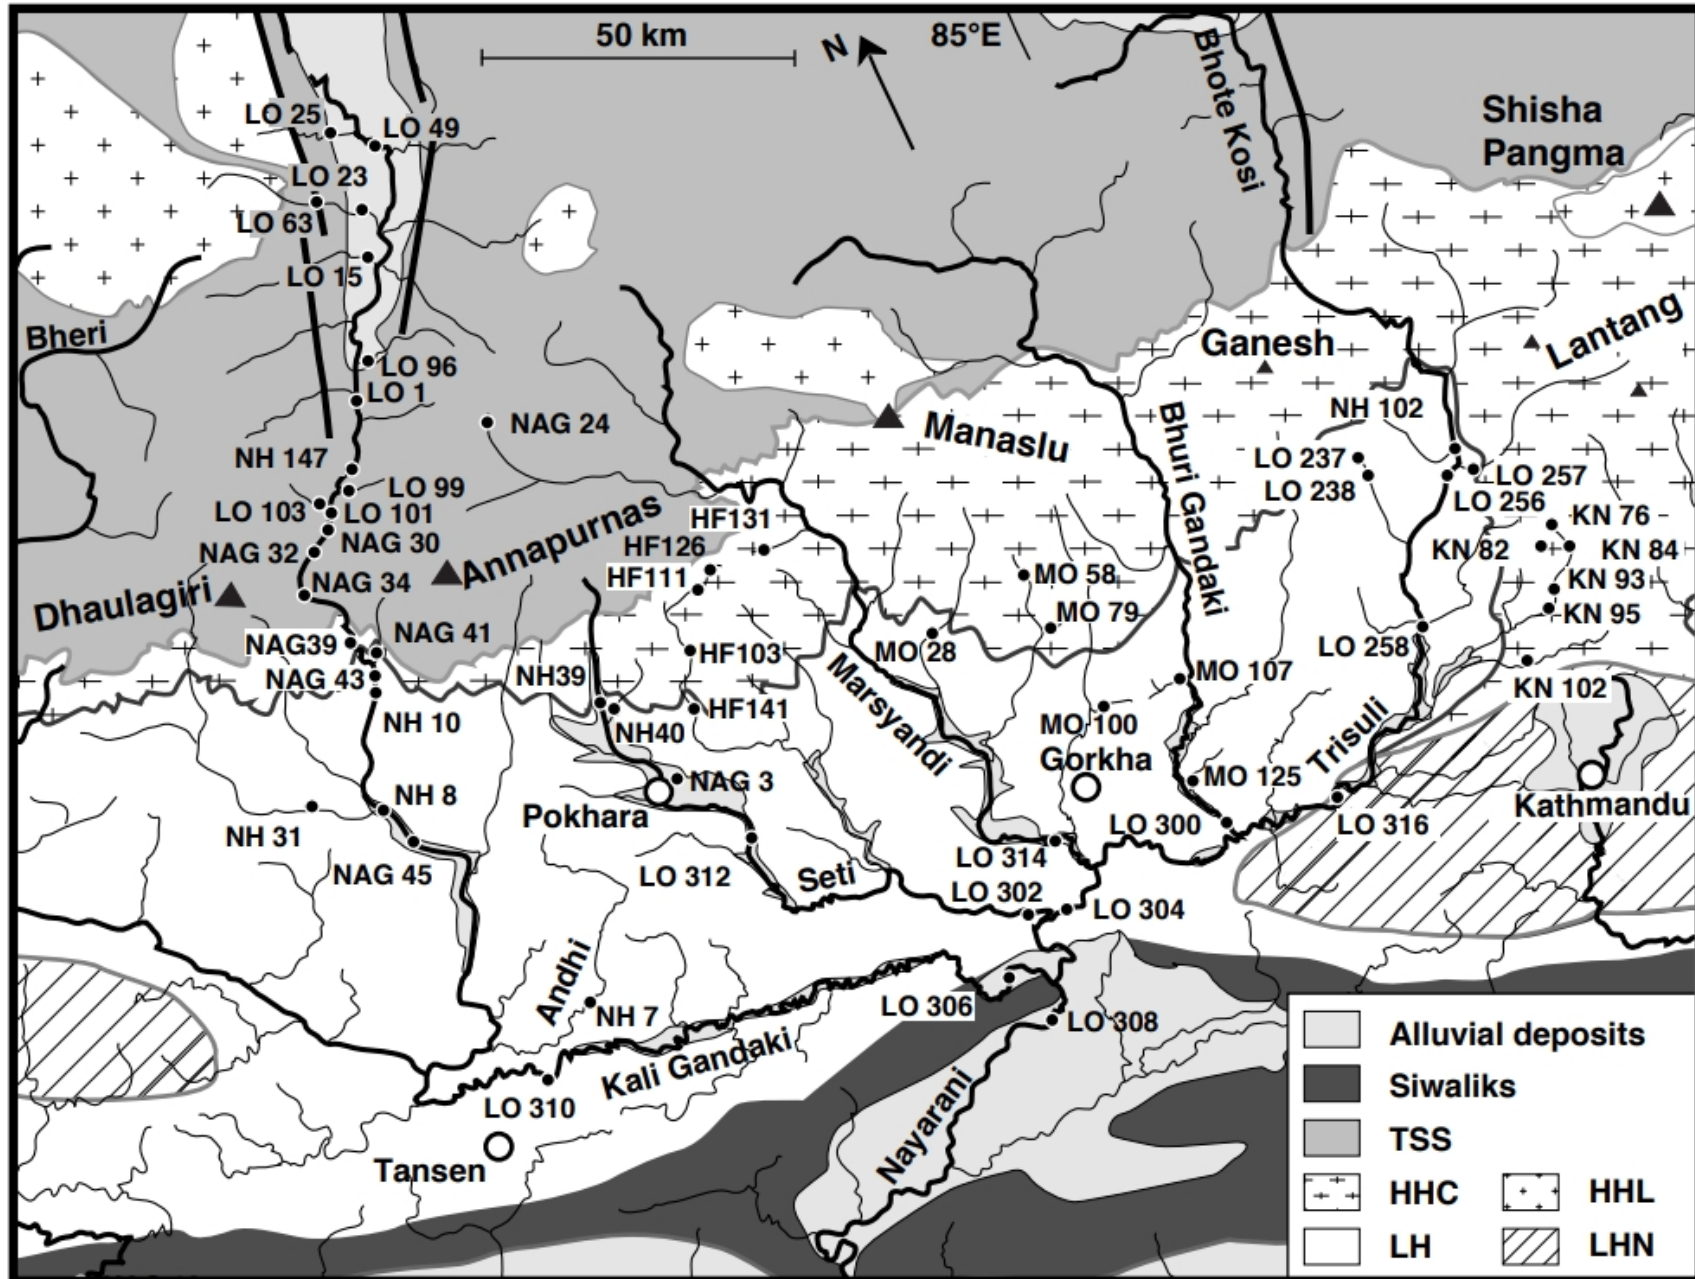 50 km
N
85°E
Bhote Kosi
Shisha
Pangma
LO 25
LO 49
LO 23
LO 63
LO 15
Bheri
LO 96
LO 1
Ganesh
Lantang
NAG 24
Manaslu
NH 102
NH 147
LO 99
LO 103
LO 101
Bhuri Gandaki
LO 237
LO 238
LO 257
LO 256
HF131
KN 76
NAG 32
NAG 30
Annapurnas
HF126
KN 82
KN 84
HF111
NAG 34
MO 58
KN 93
Dhaulagiri
MO 79
KN 95
NAG39
NAG 41
HF103
MO 28
LO 258
NAG 43
NH39
Marsyandi
MO 107
KN 102
NH 10
NH40
HF141
MO 100
Gorkha
Trisuli
NAG 3
MO 125
NH 8
Pokhara
Kathmandu
NH 31
LO 300
LO 316
NAG 45
LO 312
Seti
LO 314
LO 302
LO 304
Andhi
NH 7
LO 306
LO 308
Kali Gandaki
LO 310
Nayarani
Tansen
Alluvial deposits
Siwaliks
TSS
HHC
HHL
LH
LHN